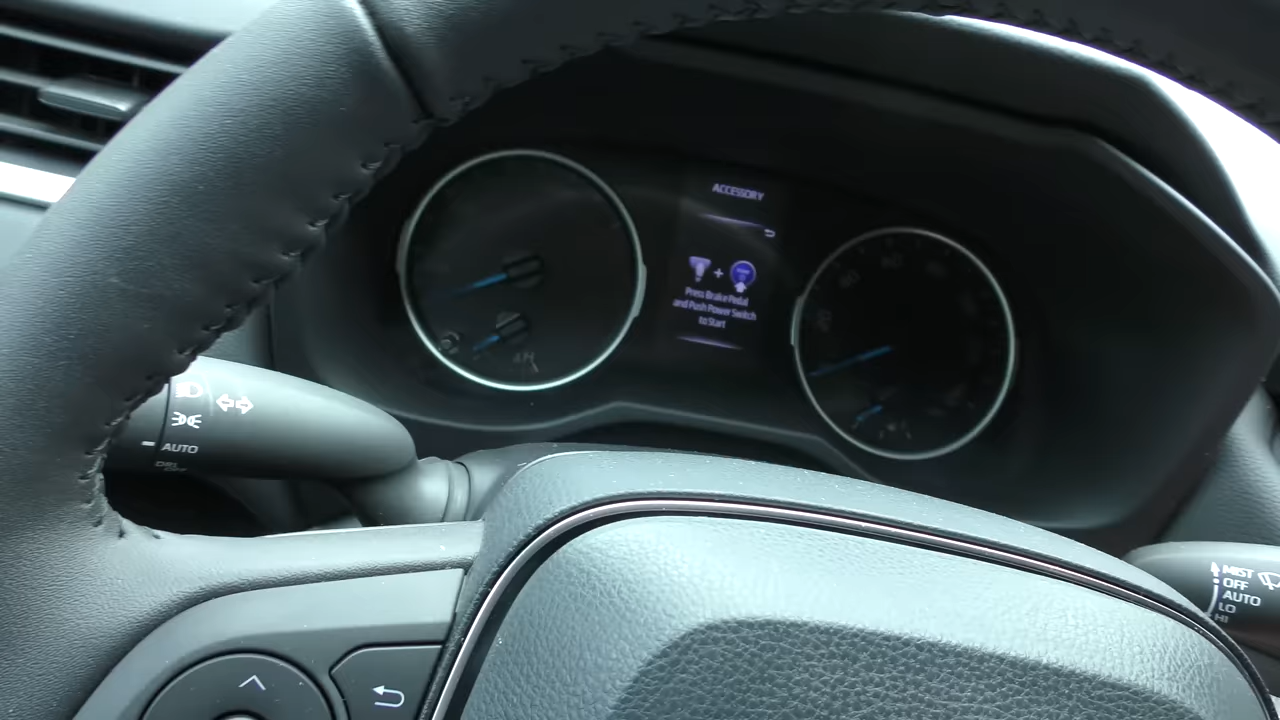 ACCESSORY
Press Brake Pedal
and Push Power Switch
to Start
AUTO
MIST
OFF
AUTO
LO
HI